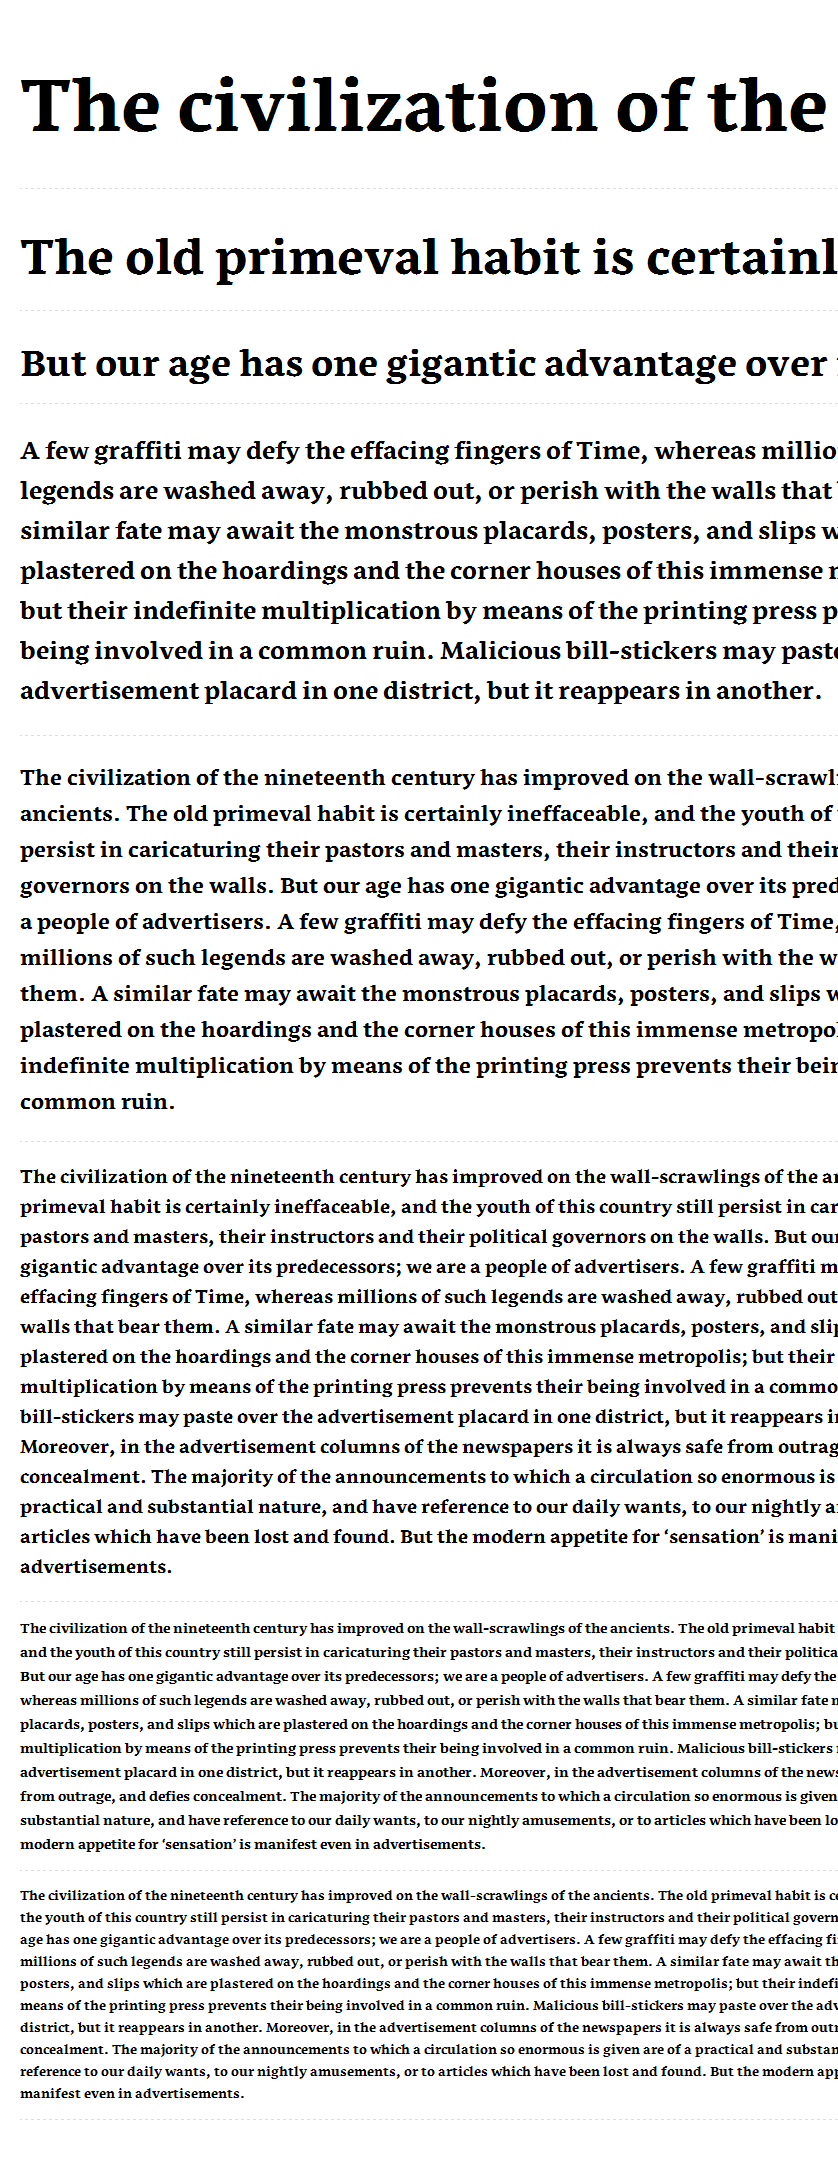 The civilization of the
The old primeval habit is certainl
But our age has one gigantic advantage over
A few graffiti may defy the effacing fingers of Time, whereas millio
legends are washed away, rubbed out, or perish with the walls that
similar fate may await the monstrous placards, posters, and slips w
plastered on the hoardings and the corner houses of this immense
but their indefinite multiplication by means of the printing press p
being involved in a common ruin. Malicious bill-stickers may paste
advertisement placard in one district, but it reappears in another.
The civilization of the nineteenth century has improved on the wall-scrawl
ancients. The old primeval habit is certainly ineffaceable, and the youth of
persist in caricaturing their pastors and masters, their instructors and their
governors on the walls. But our age has one gigantic advantage over its pred
a people of advertisers. A few graffiti may defy the effacing fingers of Time,
millions of such legends are washed away, rubbed out, or perish with the w
them. A similar fate may await the monstrous placards, posters, and slips w
plastered on the hoardings and the corner houses of this immense metropol
indefinite multiplication by means of the printing press prevents their bein
common ruin.
The civilization of the nineteenth century has improved on the wall-scrawlings of the an
primeval habit is certainly ineffaceable, and the youth of this country still persist in car
pastors and masters, their instructors and their political governors on the walls. But our
gigantic advantage over its predecessors; we are a people of advertisers. A few graffiti m
effacing fingers of Time, whereas millions of such legends are washed away, rubbed out
walls that bear them. A similar fate may await the monstrous placards, posters, and slip
plastered on the hoardings and the corner houses of this immense metropolis; but their
multiplication by means of the printing press prevents their being involved in a commo
bill-stickers may paste over the advertisement placard in one district, but it reappears in
Moreover, in the advertisement columns of the newspapers it is always safe from outrag
concealment. The majority of the announcements to which a circulation so enormous is
practical and substantial nature, and have reference to our daily wants, to our nightly a
articles which have been lost and found. But the modern appetite for ‘sensation’ is mani
advertisements.
The civilization of the nineteenth century has improved on the wall-scrawlings of the ancients. The old primeval habit
and the youth of this country still persist in caricaturing their pastors and masters, their instructors and their politica
But our age has one gigantic advantage over its predecessors; we are a people of advertisers. A few graffiti may defy the
whereas millions of such legends are washed away, rubbed out, or perish with the walls that bear them. A similar fate
placards, posters, and slips which are plastered on the hoardings and the corner houses of this immense metropolis; bu
multiplication by means of the printing press prevents their being involved in a common ruin. Malicious bill-stickers
advertisement placard in one district, but it reappears in another. Moreover, in the advertisement columns of the news
from outrage, and defies concealment. The majority of the announcements to which a circulation so enormous is given
substantial nature, and have reference to our daily wants, to our nightly amusements, or to articles which have been lo
modern appetite for ‘sensation’ is manifest even in advertisements.
The civilization of the nineteenth century has improved on the wall-scrawlings of the ancients. The old primeval habit is ce
the youth of this country still persist in caricaturing their pastors and masters, their instructors and their political govern
age has one gigantic advantage over its predecessors; we are a people of advertisers. A few graffiti may defy the effacing fi
millions of such legends are washed away, rubbed out, or perish with the walls that bear them. A similar fate may await th
posters, and slips which are plastered on the hoardings and the corner houses of this immense metropolis; but their indefi
means of the printing press prevents their being involved in a common ruin. Malicious bill-stickers may paste over the adv
district, but it reappears in another. Moreover, in the advertisement columns of the newspapers it is always safe from outr
concealment. The majority of the announcements to which a circulation so enormous is given are of a practical and substan
reference to our daily wants, to our nightly amusements, or to articles which have been lost and found. But the modern app
manifest even in advertisements.